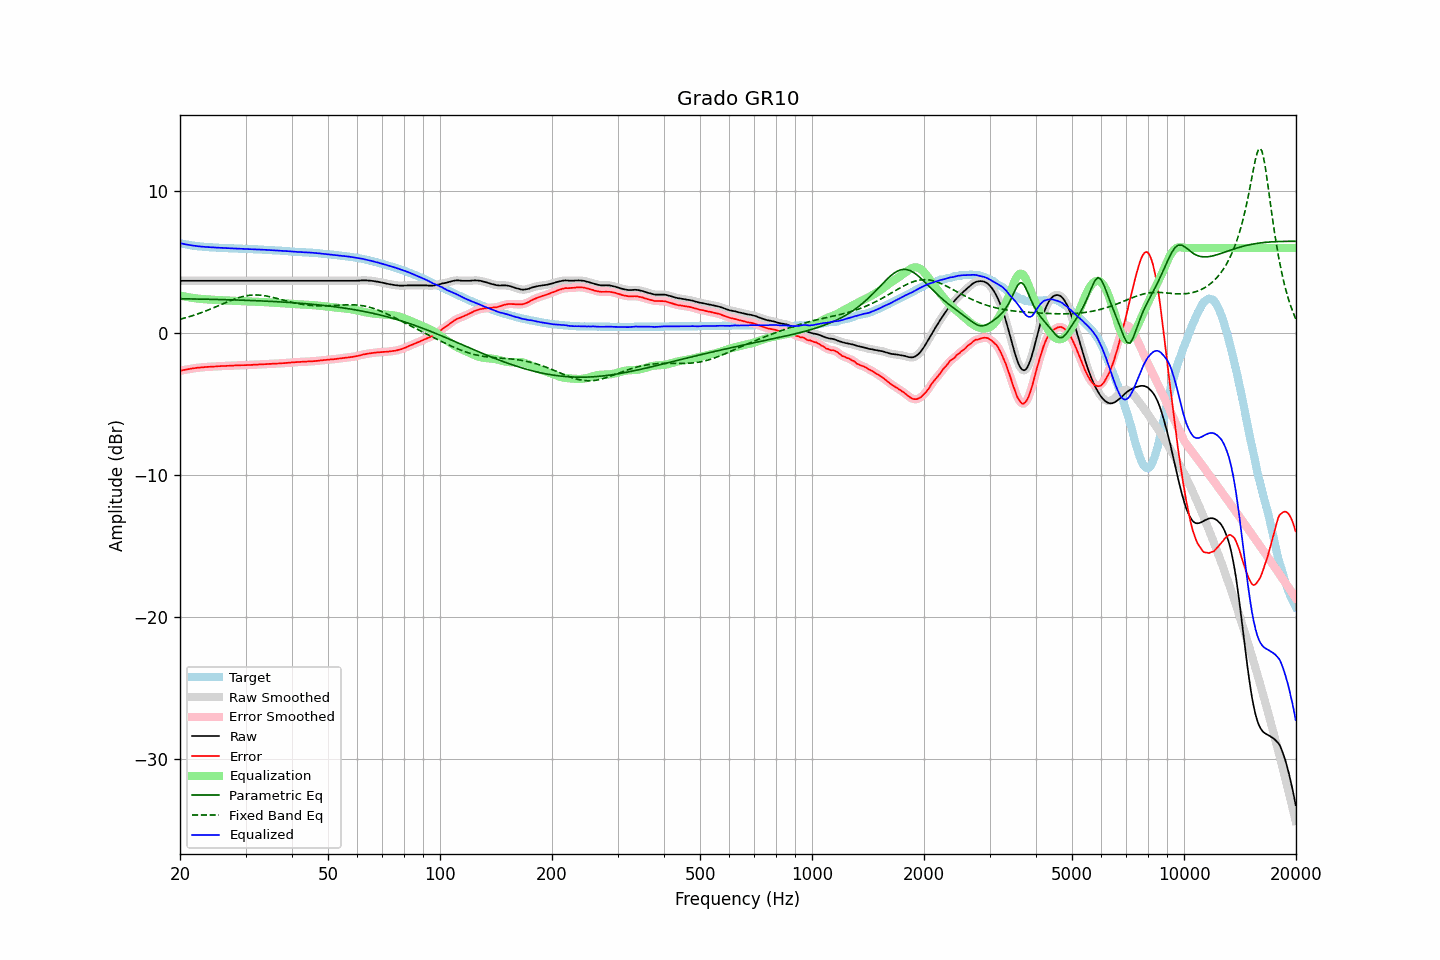 Grado GR10
10
0
−10
−20
−30
Amplitude (dBr)
Target
Raw Smoothed
Error Smoothed
Raw
Error
Equalization
Parametric Eq
Fixed Band Eq
Equalized
20 50 100 200 500 1000 2000 5000 10000 20000
Frequency (Hz)